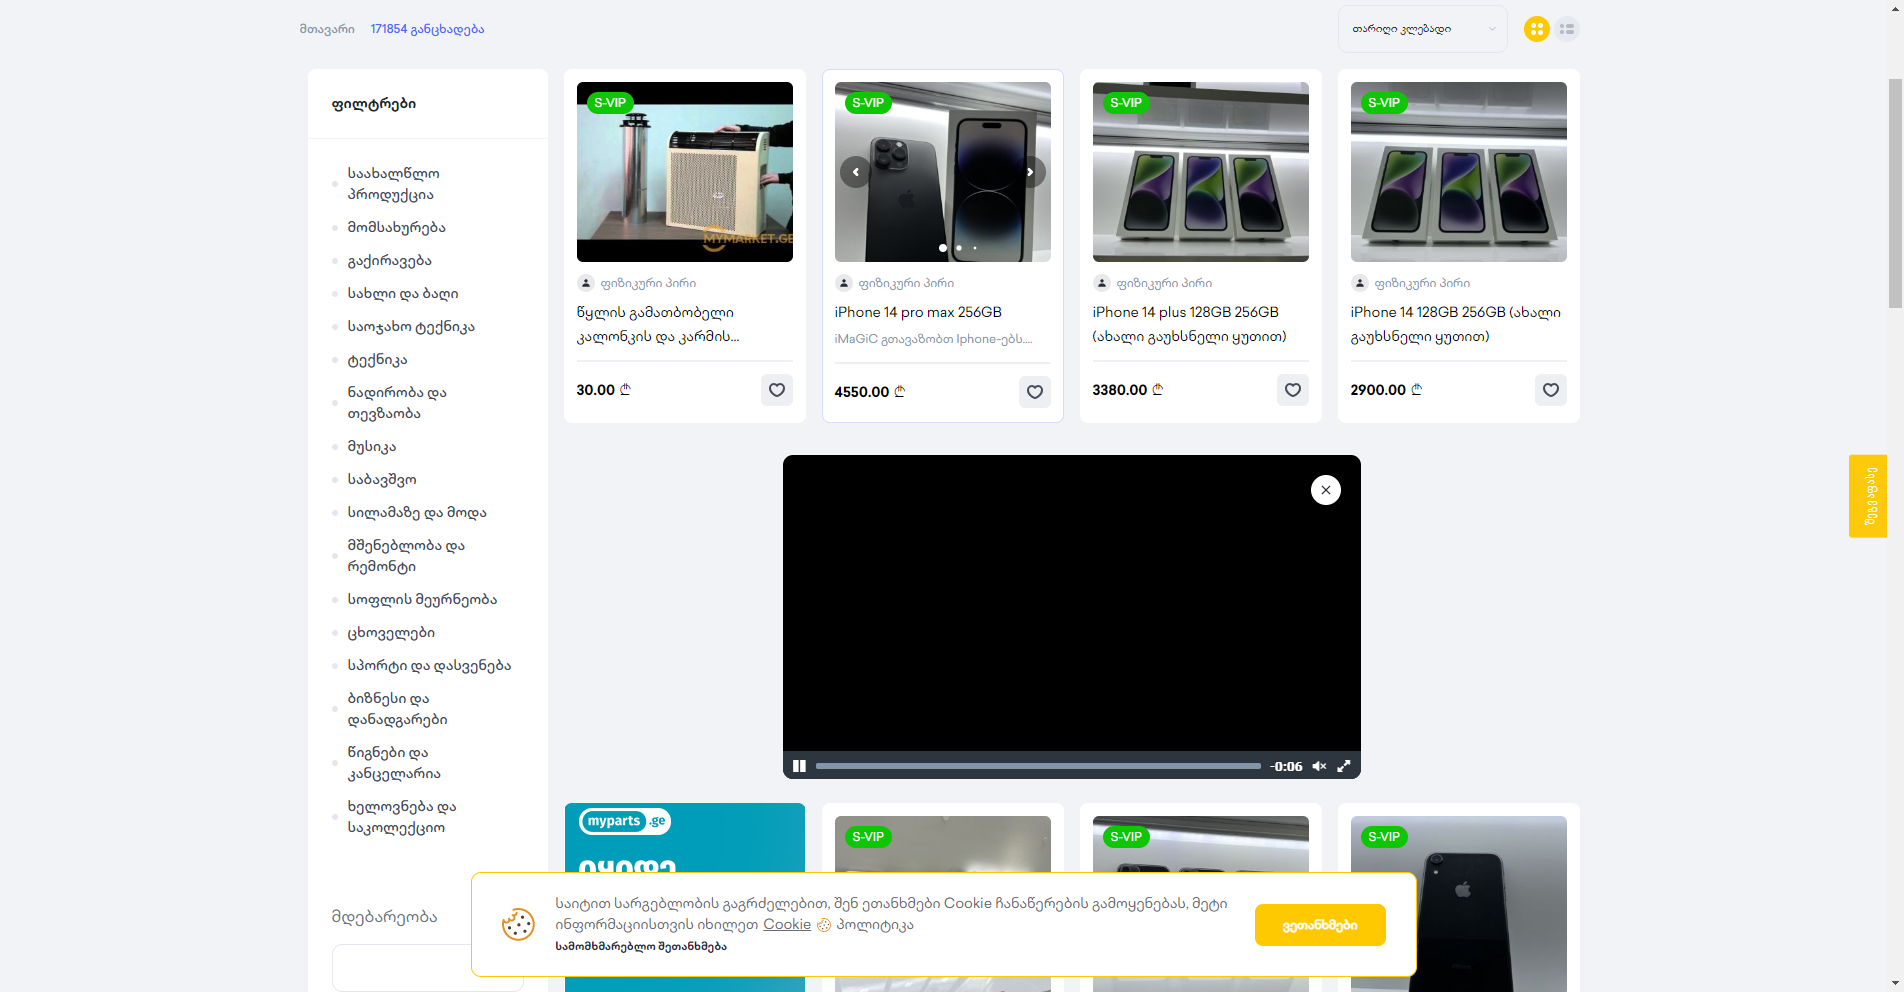 მთავარი
171854 განცხადება
თარიღი კლებადი
ფილტრები
საახალწლო
პროდუქცია
მომსახურება
გაქირავება
სახლი და ბაღი
საოჯახო ტექნიკა
ტექნიკა
ნადირობა და
თევზაობა
მუსიკა
საბავშვო
სილამაზე და მოდა
მშენებლობა და
რემონტი
სოფლის მეურნეობა
ცხოველები
სპორტი და დასვენება
ბიზნესი და
დანადგარები
წიგნები და
კანცელარია
ხელოვნება და
საკოლექციო
მდებარეობა
S-VIP
MYMARKET.GE
ფიზიკური პირი
წყლის გამათბობელი
კალონკის და კარმის...
30.00 ₾
S-VIP
ფიზიკური პირი
iPhone 14 pro max 256GB
iMaGiC გთავაზობთ Iphone-ებს....
4550.00 ₾
S-VIP
ფიზიკური პირი
iPhone 14 plus 128GB 256GB
(ახალი გაუხსნელი ყუთით)
3380.00 ₾
S-VIP
ფიზიკური პირი
iPhone 14 128GB 256GB (ახალი
გაუხსნელი ყუთით)
2900.00 ₾
-0:06
შეაფასე
myparts.ge
იყიდე
S-VIP
S-VIP
S-VIP
საიტით სარგებლობის გაგრძელებით, შენ ეთანხმები Cookie ჩანაწერების გამოყენებას, მეტი
ინფორმაციისთვის იხილეთ Cookie პოლიტიკა
სამომხმარებლო შეთანხმება
ვეთანხმები